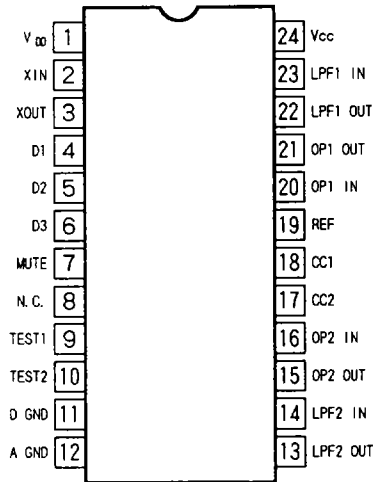 VDD 1 24 Vcc
XIN 2 23 LPF1 IN
XOUT 3 22 LPF1 OUT
D1 4 21 OP1 OUT
D2 5 20 OP1 IN
D3 6 19 REF
MUTE 7 18 CC1
N.C. 8 17 CC2
TEST1 9 16 OP2 IN
TEST2 10 15 OP2 OUT
D GND 11 14 LPF2 IN
A GND 12 13 LPF2 OUT